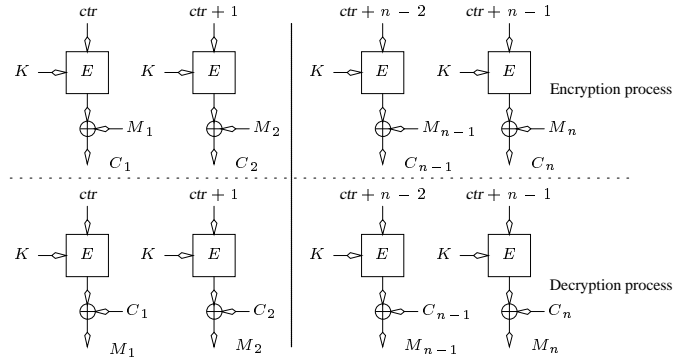 ctr ctr + 1 ctr + n − 2 ctr + n − 1
K E K E K E K E
Encryption process
M1 M2 Mn−1 Mn
C1 C2 Cn−1 Cn
ctr ctr + 1 ctr + n − 2 ctr + n − 1
K E K E K E K E
Decryption process
C1 C2 Cn−1 Cn
M1 M2 Mn−1 Mn